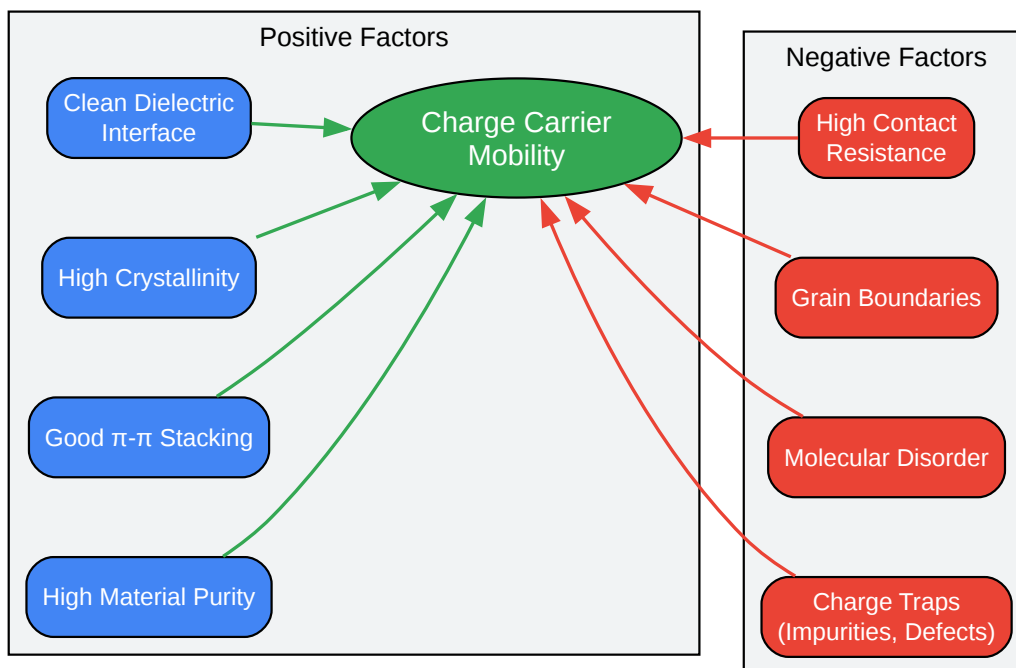 Positive Factors
Clean Dielectric
Interface
Charge Carrier
Mobility
High Crystallinity
Good π-π Stacking
High Material Purity
Negative Factors
High Contact
Resistance
Grain Boundaries
Molecular Disorder
Charge Traps
(Impurities, Defects)